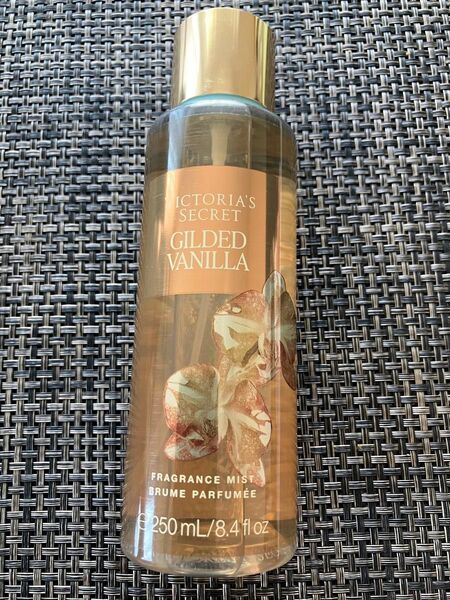 VICTORIA'S
SECRET
GILDED
VANILLA
FRAGRANCE MIST
BRUME PARFUMÉE
℮ 250 mL/8.4 fl oz